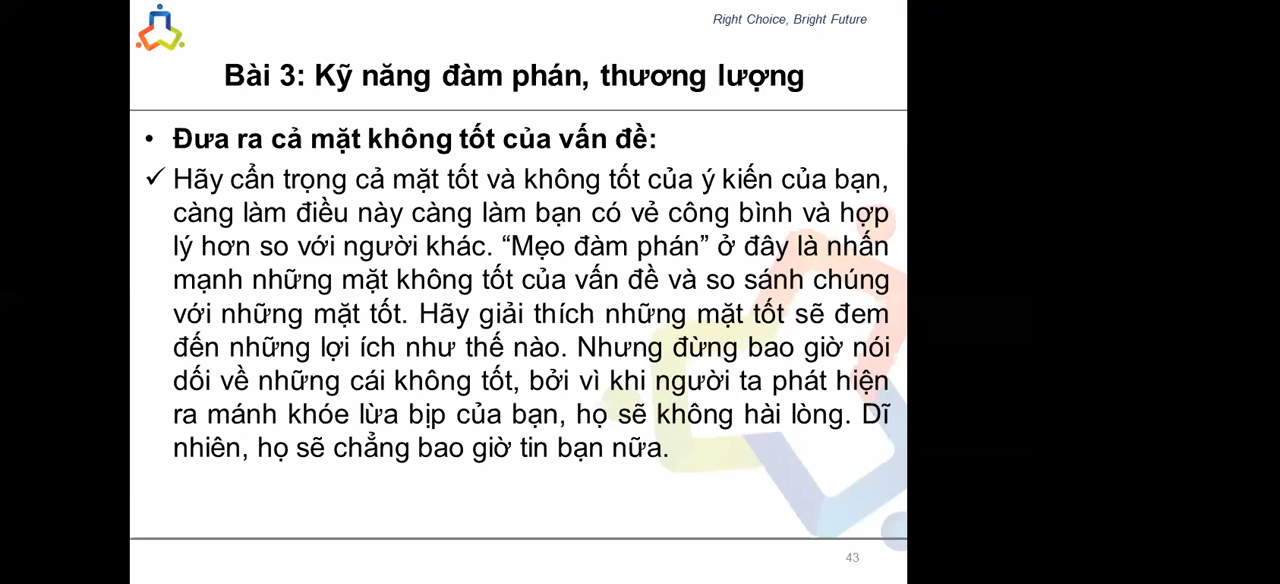 Right Choice, Bright Future
Bài 3: Kỹ năng đàm phán, thương lượng
• Đưa ra cả mặt không tốt của vấn đề:
✓ Hãy cẩn trọng cả mặt tốt và không tốt của ý kiến của bạn,
càng làm điều này càng làm bạn có vẻ công bình và hợp
lý hơn so với người khác. “Mẹo đàm phán” ở đây là nhấn
mạnh những mặt không tốt của vấn đề và so sánh chúng
với những mặt tốt. Hãy giải thích những mặt tốt sẽ đem
đến những lợi ích như thế nào. Nhưng đừng bao giờ nói
dối về những cái không tốt, bởi vì khi người ta phát hiện
ra mánh khóe lừa bịp của bạn, họ sẽ không hài lòng. Dĩ
nhiên, họ sẽ chẳng bao giờ tin bạn nữa.
43